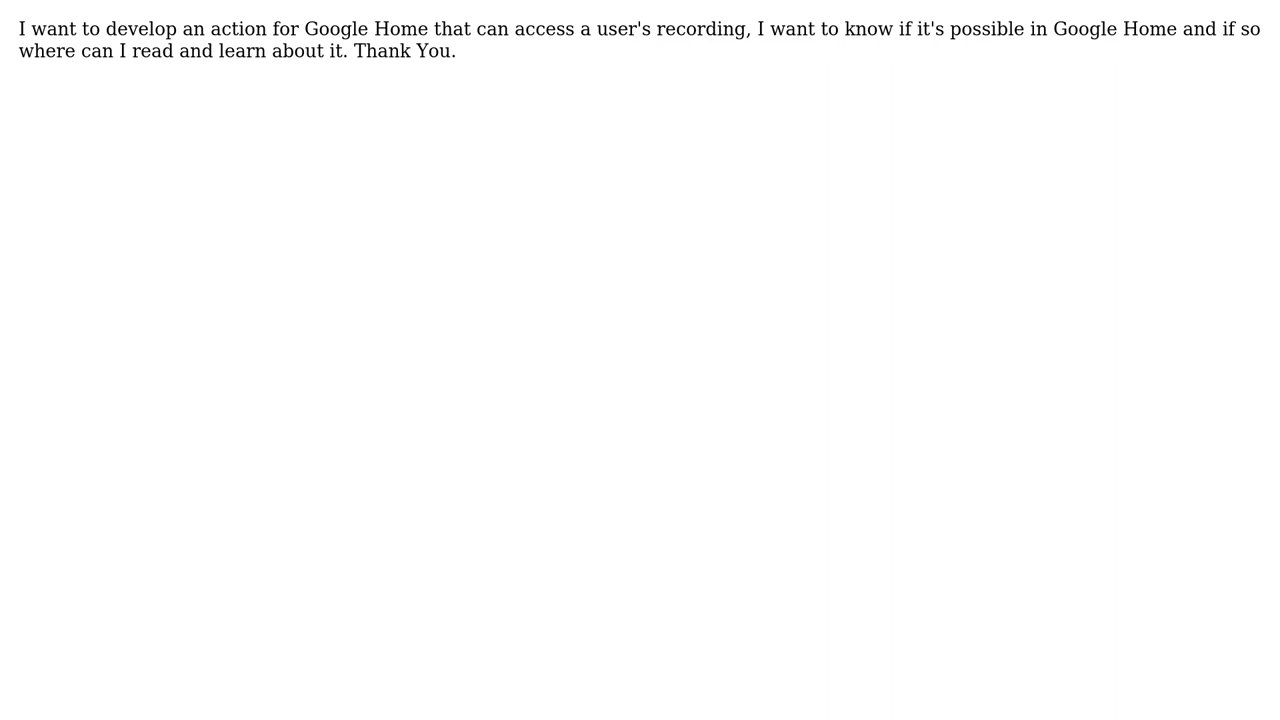 I want to develop an action for Google Home that can access a user's recording, I want to know if it's possible in Google Home and if so
where can I read and learn about it. Thank You.